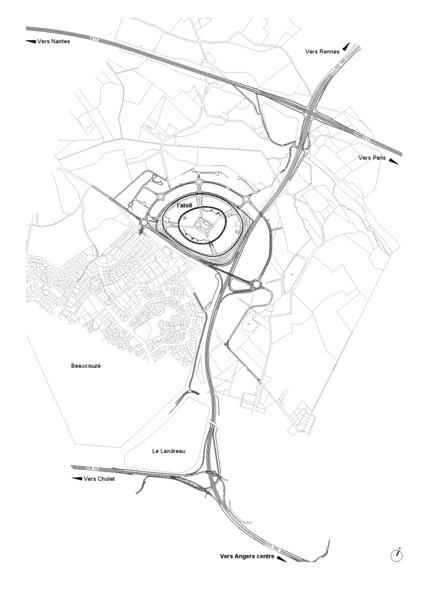 Vers Nantes
Vers Rennes
Vers Paris
l'atoll
Beaucouzé
Le Landreau
Vers Cholet
Vers Angers centre